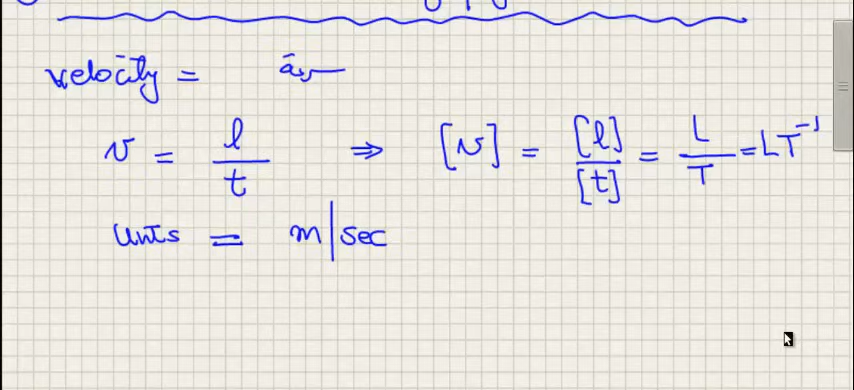 velocity =
v = l/t ⇒ [v] = [l]/[t] = L/T = LT⁻¹
Units = m/sec